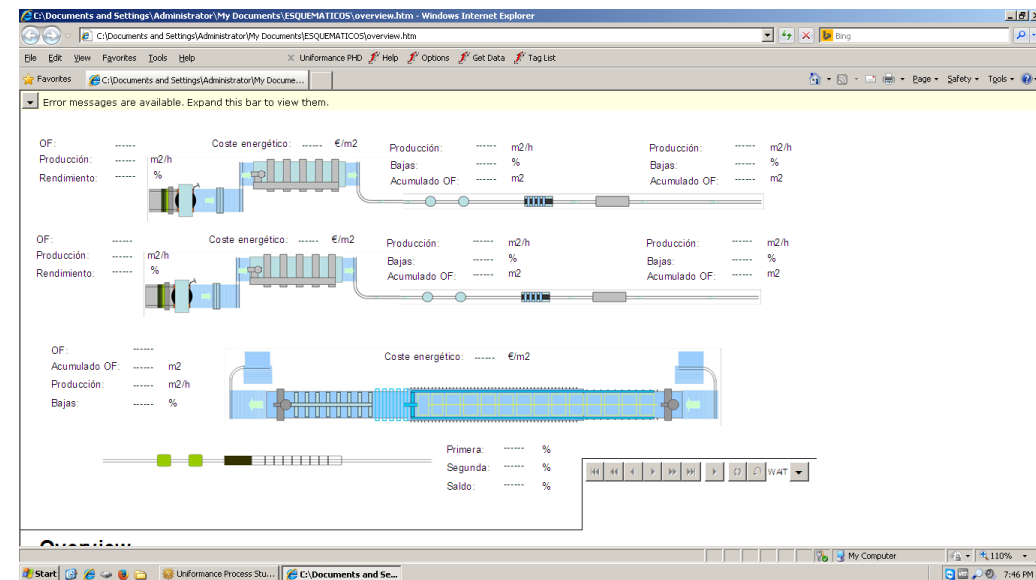 C:\Documents and Settings\Administrator\My Documents\ESQUEMATICOS\overview.htm - Windows Internet Explorer
C:\Documents and Settings\Administrator\My Documents\ESQUEMATICOS\overview.htm
Bing
File Edit View Favorites Tools Help
X Uniformance PHD Help Options Get Data Tag List
Favorites
C:\Documents and Settings\Administrator\My Docume...
Page Safety Tools
Error messages are available. Expand this bar to view them.
OF: ------
Coste energético: ------ €/m2
Producción: ------ m2/h
Producción: ------ m2/h
Producción: ------ m2/h
Bajas: ------ %
Bajas: ------ %
Rendimiento: ------ %
Acumulado OF: ------ m2
Acumulado OF: ------ m2
OF: ------
Coste energético: ------ €/m2
Producción: ------ m2/h
Producción: ------ m2/h
Producción: ------ m2/h
Bajas: ------ %
Bajas: ------ %
Rendimiento: ------ %
Acumulado OF: ------ m2
Acumulado OF: ------ m2
OF: ------
Coste energético: ------ €/m2
Acumulado OF: ------ m2
Producción: ------ m2/h
Bajas: ------ %
Primera: ------ %
Segunda: ------ %
Saldo: ------ %
WAIT
Overview
My Computer
110%
Start
Uniformance Process Stu...
C:\Documents and Se...
7:46 PM